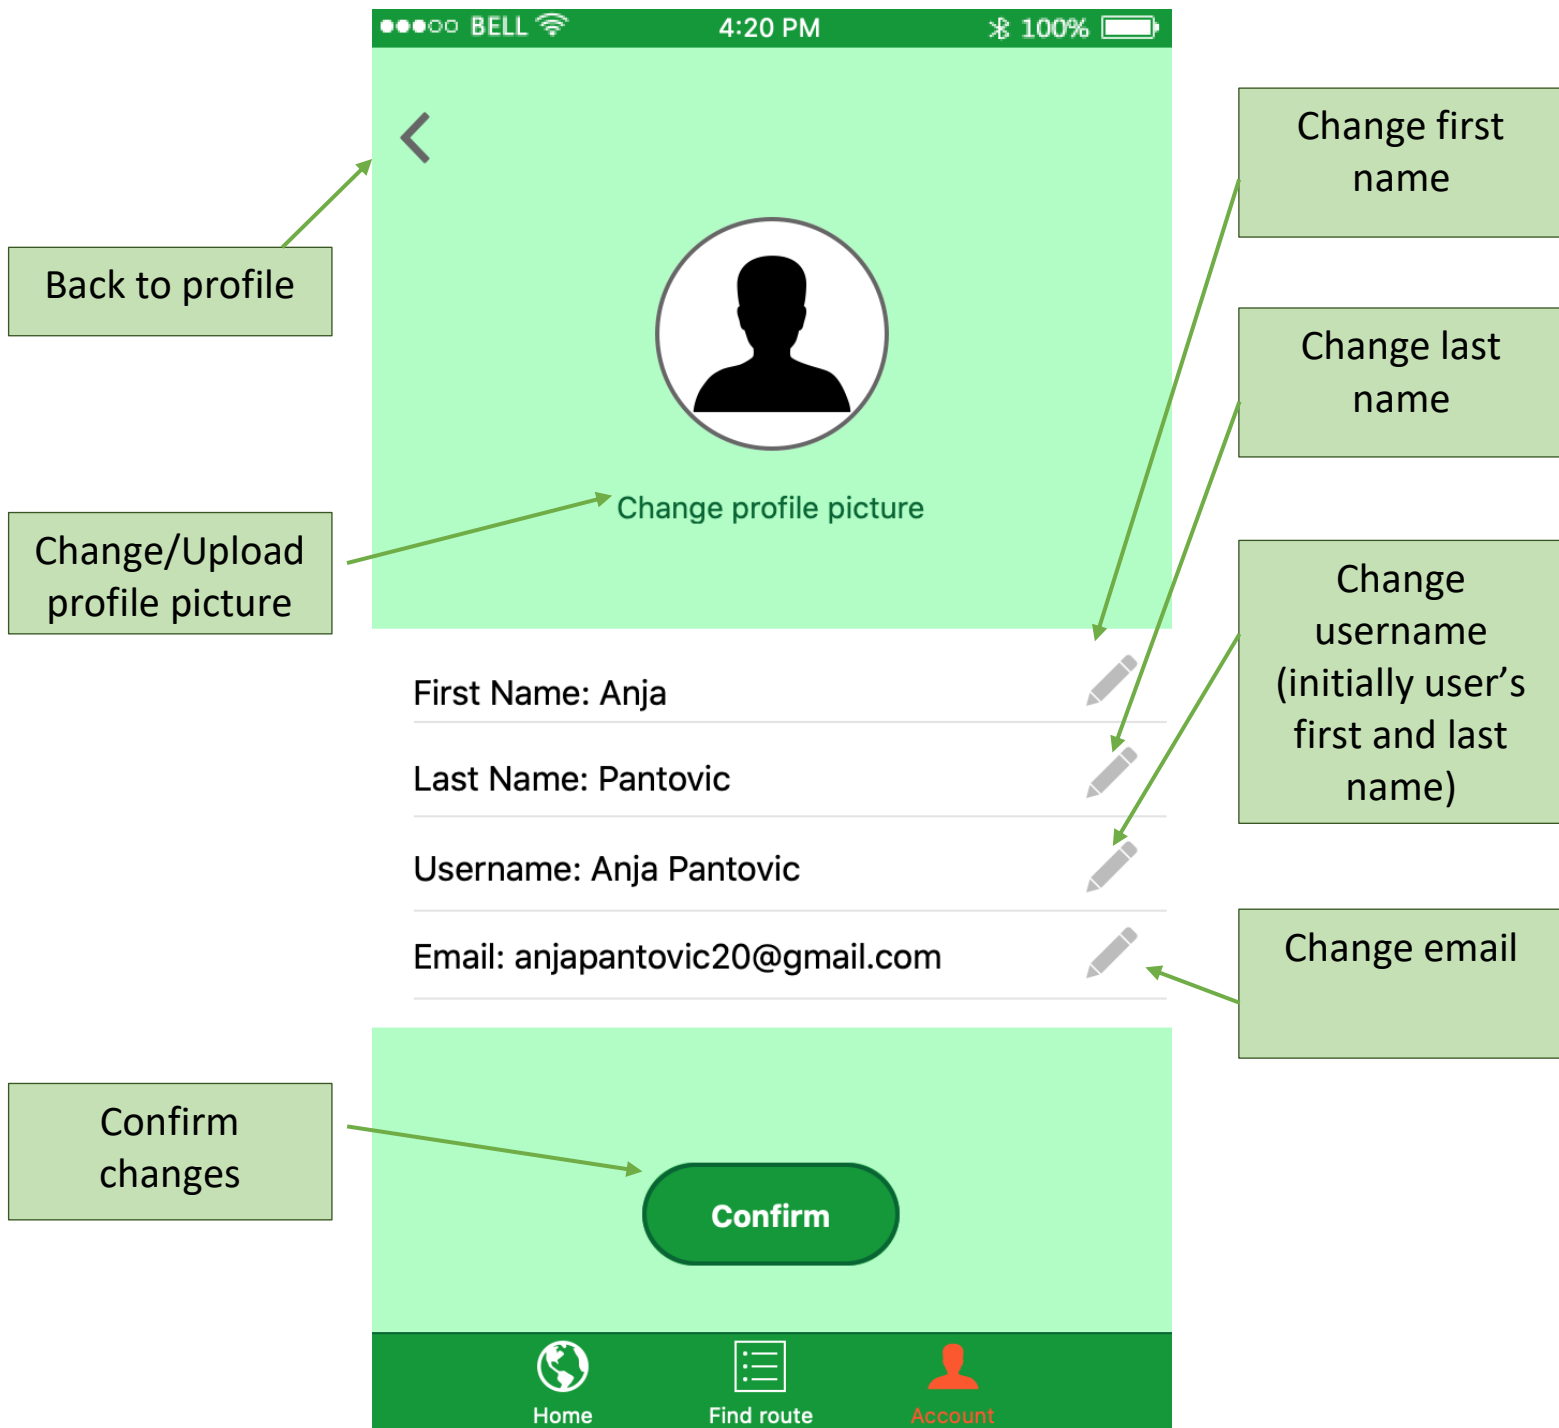 BELL 4:20 PM 100%
Back to profile
Change/Upload
profile picture
Confirm
changes
Change profile picture
First Name: Anja
Last Name: Pantovic
Username: Anja Pantovic
Email: anjapantovic20@gmail.com
Confirm
Home Find route Account
Change first
name
Change last
name
Change
username
(initially user’s
first and last
name)
Change email